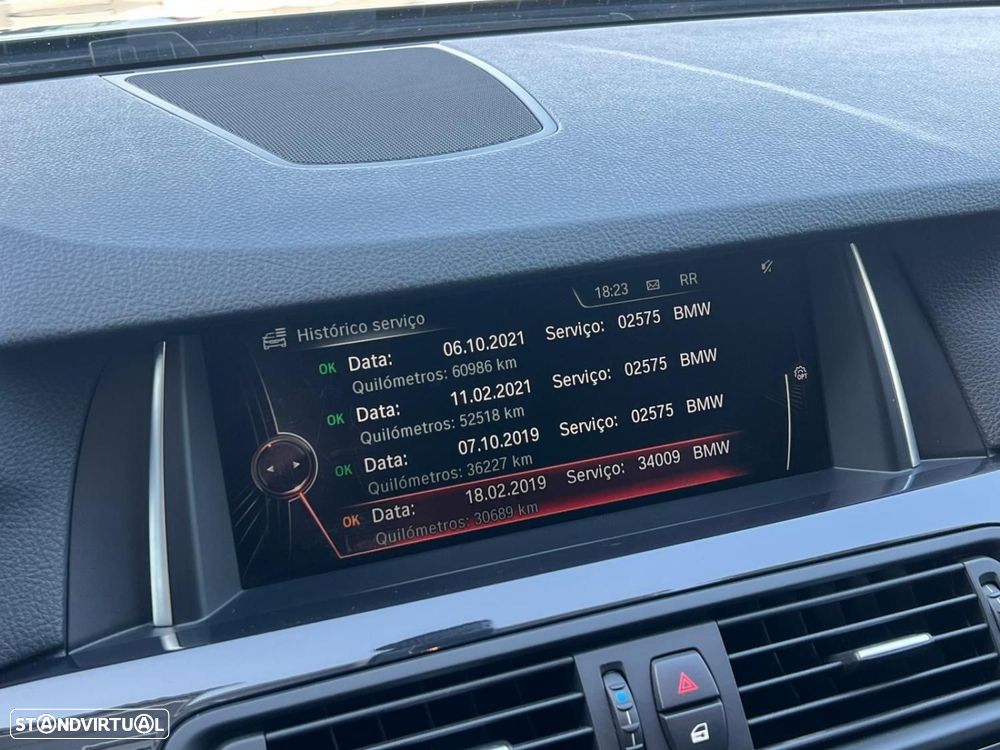 18:23 RR
Histórico serviço
OK Data: 06.10.2021 Serviço: 02575 BMW
Quilómetros: 60986 km
OK Data: 11.02.2021 Serviço: 02575 BMW
Quilómetros: 52518 km
OK Data: 07.10.2019 Serviço: 02575 BMW
Quilómetros: 36227 km
OK Data: 18.02.2019 Serviço: 34009 BMW
Quilómetros: 30689 km
OPT
STANDVIRTUAL